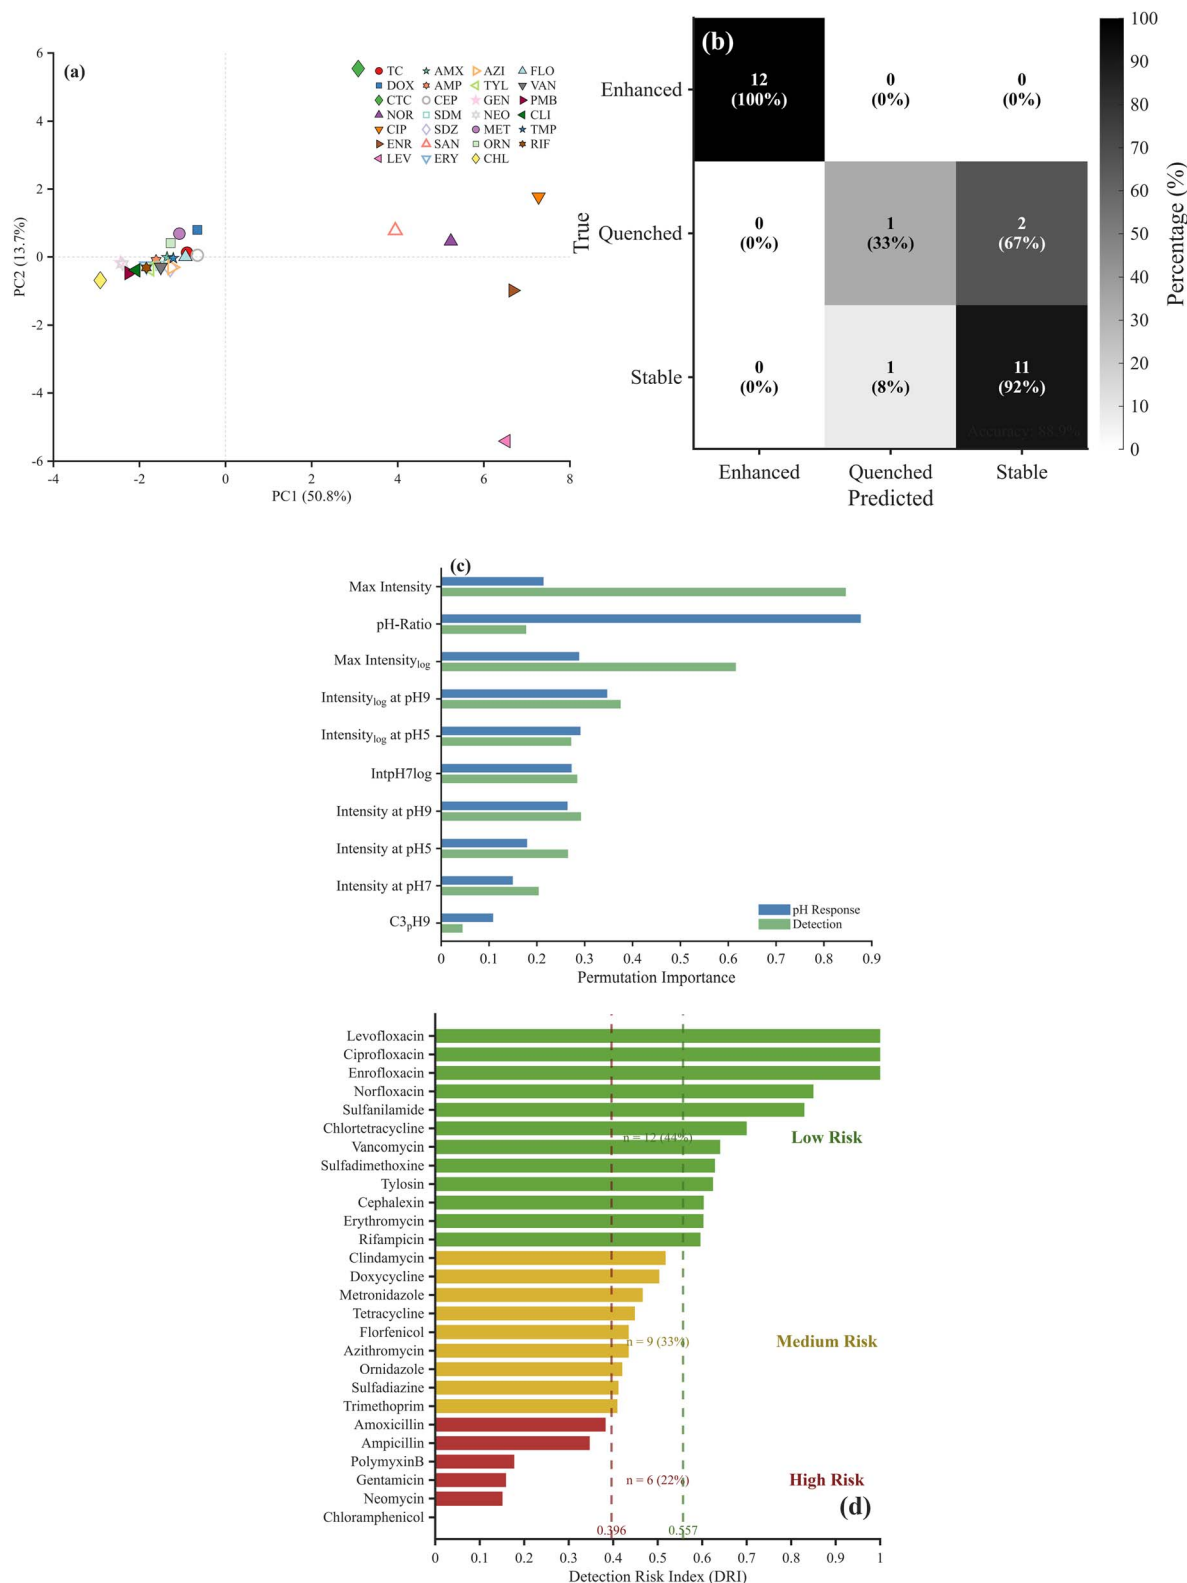 (a)
6
4
2
0
-2
-4
-6
-4 -2 0 2 4 6 8
PC2 (13.7%)
PC1 (50.8%)
TC AMX AZI FLO
DOX AMP TYL VAN
CTC CEP GEN PMB
NOR SDM NEO CLI
CIP SDZ MET TMP
ENR SAN ORN RIF
LEV ERY CHL
(b)
Enhanced
Quenched
Stable
True
12 0 0
(100%) (0%) (0%)
0 1 2
(0%) (33%) (67%)
0 1 11
(0%) (8%) (92%)
Accuracy: 88.9%
Enhanced Quenched Stable
Predicted
100
90
80
70
60
50
40
30
20
10
0
Percentage (%)
(c)
Max Intensity
pH-Ratio
Max Intensitylog
Intensitylog at pH9
Intensitylog at pH5
IntpH7log
Intensity at pH9
Intensity at pH5
Intensity at pH7
C3pH9
pH Response
Detection
0 0.1 0.2 0.3 0.4 0.5 0.6 0.7 0.8 0.9
Permutation Importance
Levofloxacin
Ciprofloxacin
Enrofloxacin
Norfloxacin
Sulfanilamide
Chlortetracycline
n = 12 (44%) Low Risk
Vancomycin
Sulfadimethoxine
Tylosin
Cephalexin
Erythromycin
Rifampicin
Clindamycin
Doxycycline
Metronidazole
Tetracycline
Florfenicol
n = 9 (33%) Medium Risk
Azithromycin
Ornidazole
Sulfadiazine
Trimethoprim
Amoxicillin
Ampicillin
PolymyxinB
Gentamicin
n = 6 (22%) High Risk
Neomycin
(d)
Chloramphenicol
0.396 0.557
0 0.1 0.2 0.3 0.4 0.5 0.6 0.7 0.8 0.9 1
Detection Risk Index (DRI)